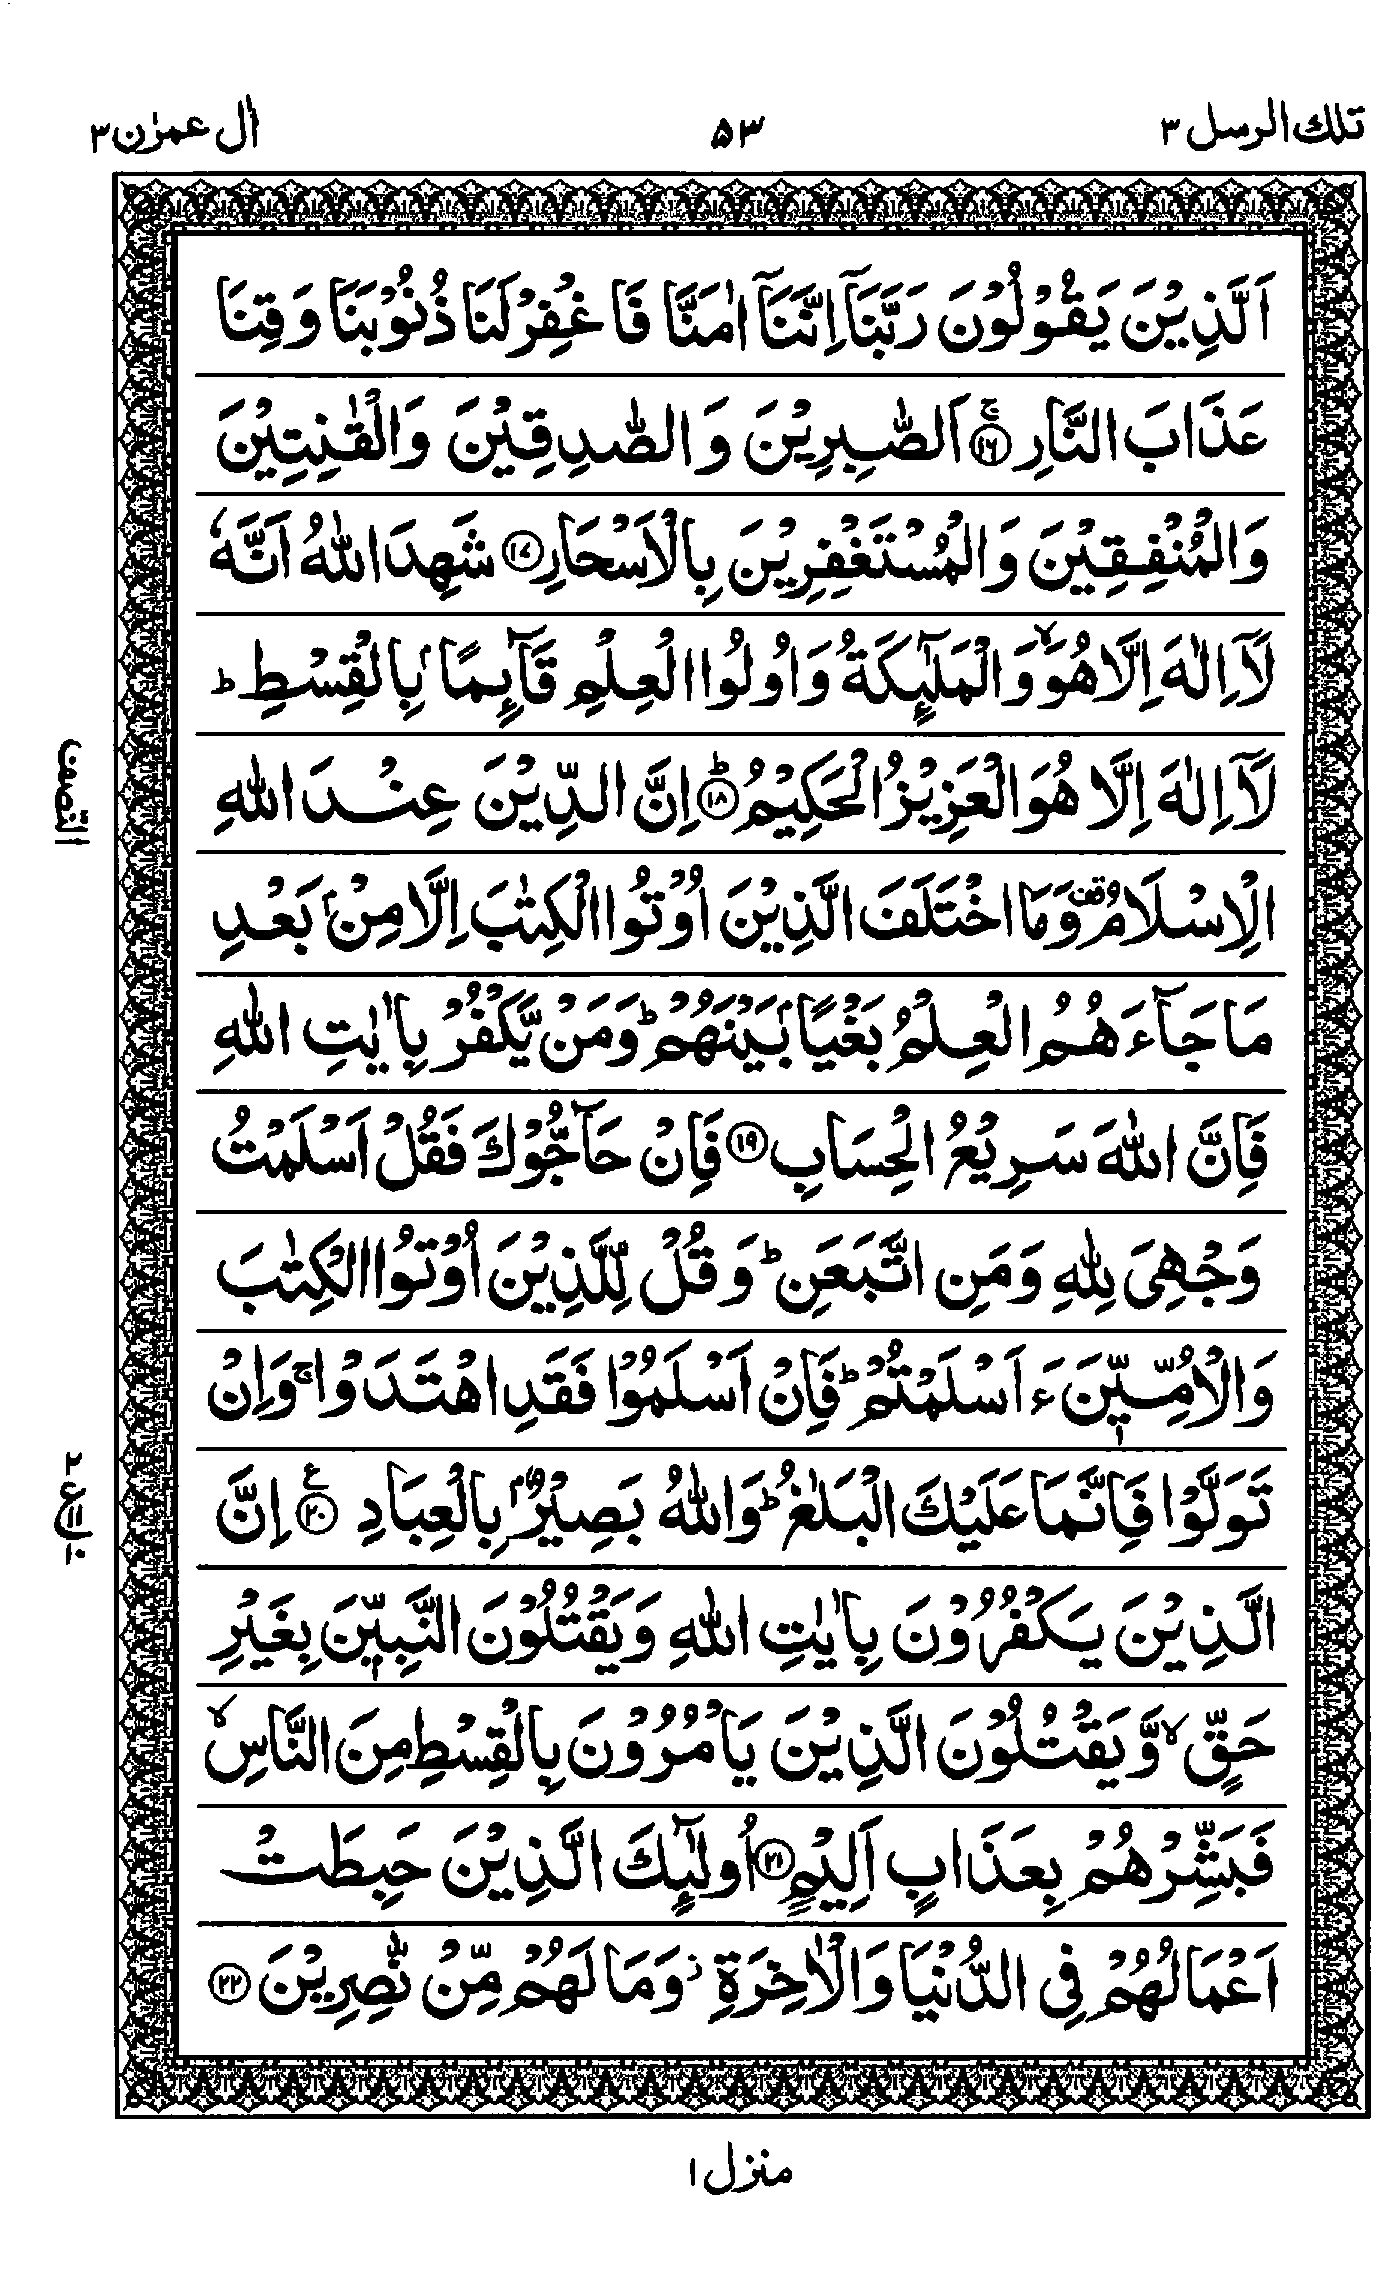 تلك الرسل ٣
٥٣
اٰل عمرٰن ٣
اَلَّذِيْنَ يَقُوْلُوْنَ رَبَّنَآ اِنَّنَآ اٰمَنَّا فَاغْفِرْ لَنَا ذُنُوْبَنَا وَقِنَا
عَذَابَ النَّارِ ۚ ﴿١٦﴾ اَلصّٰبِرِيْنَ وَالصّٰدِقِيْنَ وَالْقٰنِتِيْنَ
وَالْمُنْفِقِيْنَ وَالْمُسْتَغْفِرِيْنَ بِالْاَسْحَارِ ﴿١٧﴾ شَهِدَ اللّٰهُ اَنَّهٗ
لَآ اِلٰهَ اِلَّا هُوَ ۙ وَالْمَلٰٓئِكَةُ وَاُولُوا الْعِلْمِ قَآئِمًۢا بِالْقِسْطِ ؕ
لَآ اِلٰهَ اِلَّا هُوَ الْعَزِيْزُ الْحَكِيْمُ ؕ ﴿١٨﴾ اِنَّ الدِّيْنَ عِنْدَ اللّٰهِ
الْاِسْلَامُ ۟ وَمَا اخْتَلَفَ الَّذِيْنَ اُوْتُوا الْكِتٰبَ اِلَّا مِنْۢ بَعْدِ
مَا جَآءَهُمُ الْعِلْمُ بَغْيًۢا بَيْنَهُمْ ؕ وَمَنْ يَّكْفُرْ بِاٰيٰتِ اللّٰهِ
فَاِنَّ اللّٰهَ سَرِيْعُ الْحِسَابِ ﴿١٩﴾ فَاِنْ حَآجُّوْكَ فَقُلْ اَسْلَمْتُ
وَجْهِىَ لِلّٰهِ وَمَنِ اتَّبَعَنِ ؕ وَقُلْ لِّلَّذِيْنَ اُوْتُوا الْكِتٰبَ
وَالْاُمِّيّٖنَ ءَاَسْلَمْتُمْ ؕ فَاِنْ اَسْلَمُوْا فَقَدِ اهْتَدَوْا ۚ وَاِنْ
تَوَلَّوْا فَاِنَّمَا عَلَيْكَ الْبَلٰغُ ؕ وَاللّٰهُ بَصِيْرٌۢ بِالْعِبَادِ ﴿٢٠﴾ ع اِنَّ
الَّذِيْنَ يَكْفُرُوْنَ بِاٰيٰتِ اللّٰهِ وَيَقْتُلُوْنَ النَّبِيّٖنَ بِغَيْرِ
حَقٍّ ۙ وَّيَقْتُلُوْنَ الَّذِيْنَ يَاْمُرُوْنَ بِالْقِسْطِ مِنَ النَّاسِ ۙ
فَبَشِّرْهُمْ بِعَذَابٍ اَلِيْمٍ ﴿٢١﴾ اُولٰٓئِكَ الَّذِيْنَ حَبِطَتْ
اَعْمَالُهُمْ فِى الدُّنْيَا وَالْاٰخِرَةِ ز وَمَا لَهُمْ مِّنْ نّٰصِرِيْنَ ﴿٢٢﴾
النّصف
منزل ١